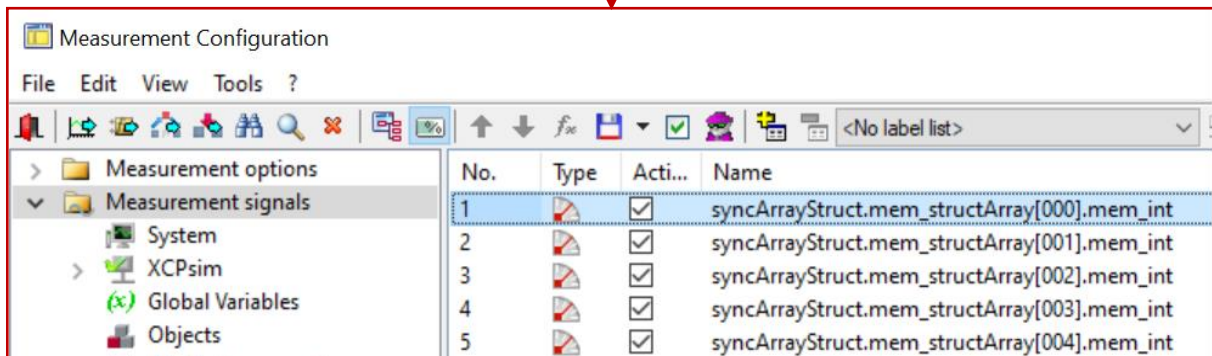 Measurement Configuration
File Edit View Tools ?
<No label list>
Measurement options
Measurement signals
System
XCPsim
(x) Global Variables
Objects
No. Type Acti... Name
1 syncArrayStruct.mem_structArray[000].mem_int
2 syncArrayStruct.mem_structArray[001].mem_int
3 syncArrayStruct.mem_structArray[002].mem_int
4 syncArrayStruct.mem_structArray[003].mem_int
5 syncArrayStruct.mem_structArray[004].mem_int